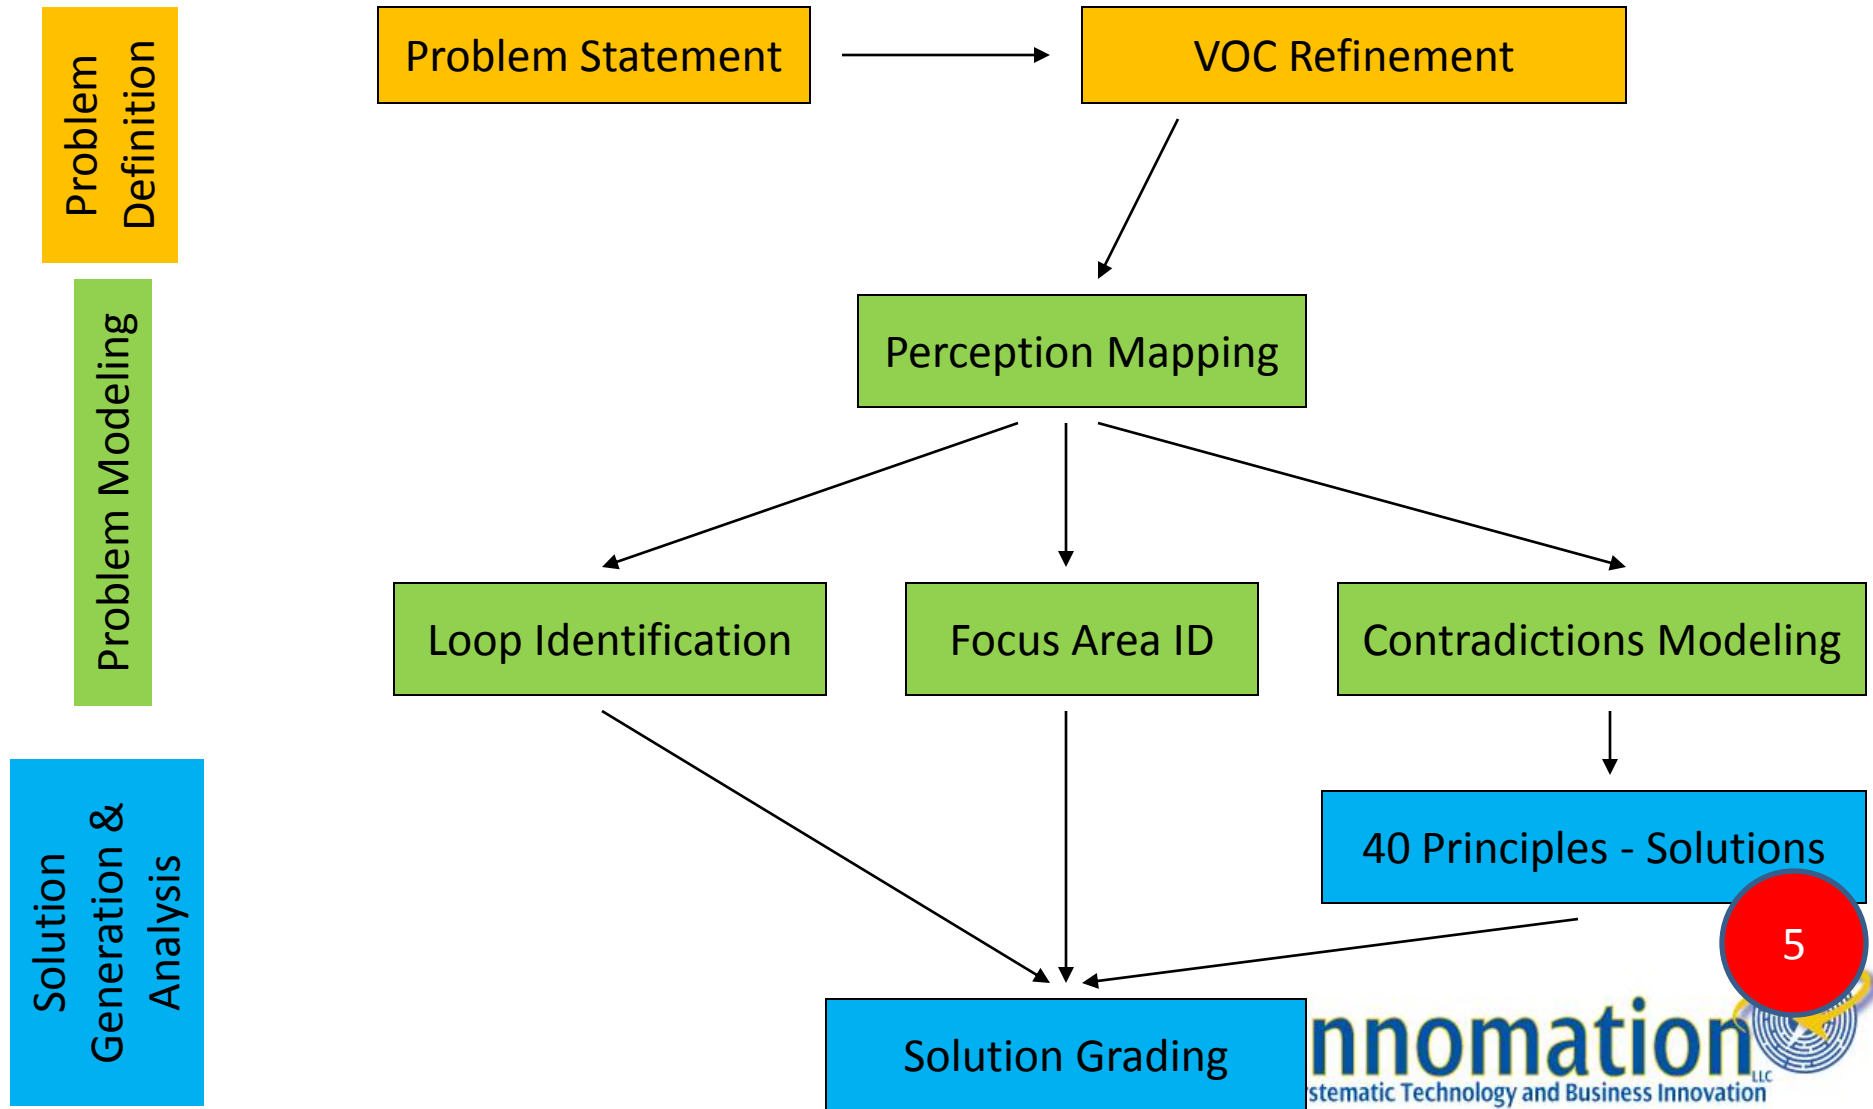 Problem
Definition
Problem Statement
VOC Refinement
Problem Modeling
Perception Mapping
Loop Identification
Focus Area ID
Contradictions Modeling
Solution
Generation &
Analysis
40 Principles - Solutions
5
Solution Grading
nnomation
LLC
stematic Technology and Business Innovation